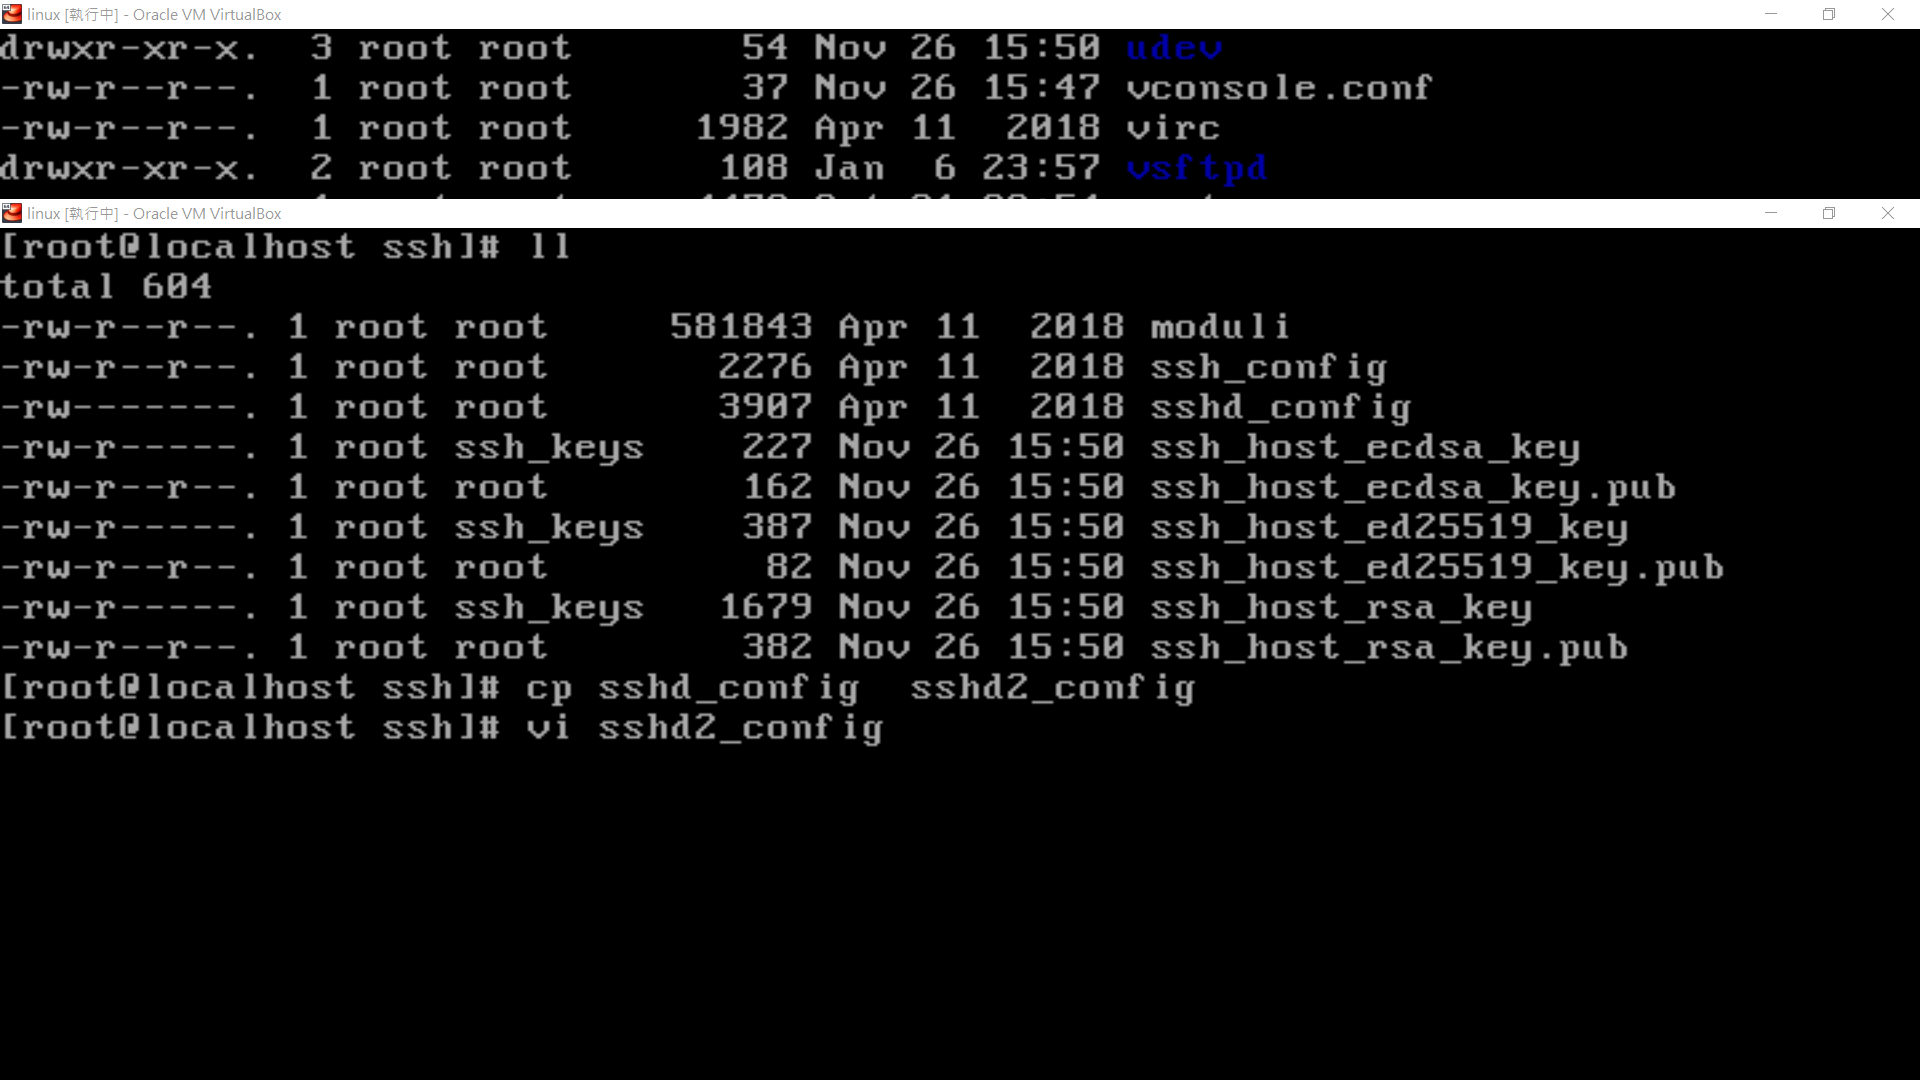 linux [執行中] - Oracle VM VirtualBox
drwxr-xr-x.  3 root root       54 Nov 26 15:50 udev
-rw-r--r--.  1 root root       37 Nov 26 15:47 vconsole.conf
-rw-r--r--.  1 root root     1982 Apr 11  2018 virc
drwxr-xr-x.  2 root root      108 Jan  6 23:57 vsftpd
linux [執行中] - Oracle VM VirtualBox
[root@localhost ssh]# ll
total 604
-rw-r--r--. 1 root root     581843 Apr 11  2018 moduli
-rw-r--r--. 1 root root       2276 Apr 11  2018 ssh_config
-rw-------. 1 root root       3907 Apr 11  2018 sshd_config
-rw-r-----. 1 root ssh_keys    227 Nov 26 15:50 ssh_host_ecdsa_key
-rw-r--r--. 1 root root        162 Nov 26 15:50 ssh_host_ecdsa_key.pub
-rw-r-----. 1 root ssh_keys    387 Nov 26 15:50 ssh_host_ed25519_key
-rw-r--r--. 1 root root         82 Nov 26 15:50 ssh_host_ed25519_key.pub
-rw-r-----. 1 root ssh_keys   1679 Nov 26 15:50 ssh_host_rsa_key
-rw-r--r--. 1 root root        382 Nov 26 15:50 ssh_host_rsa_key.pub
[root@localhost ssh]# cp sshd_config  sshd2_config
[root@localhost ssh]# vi sshd2_config